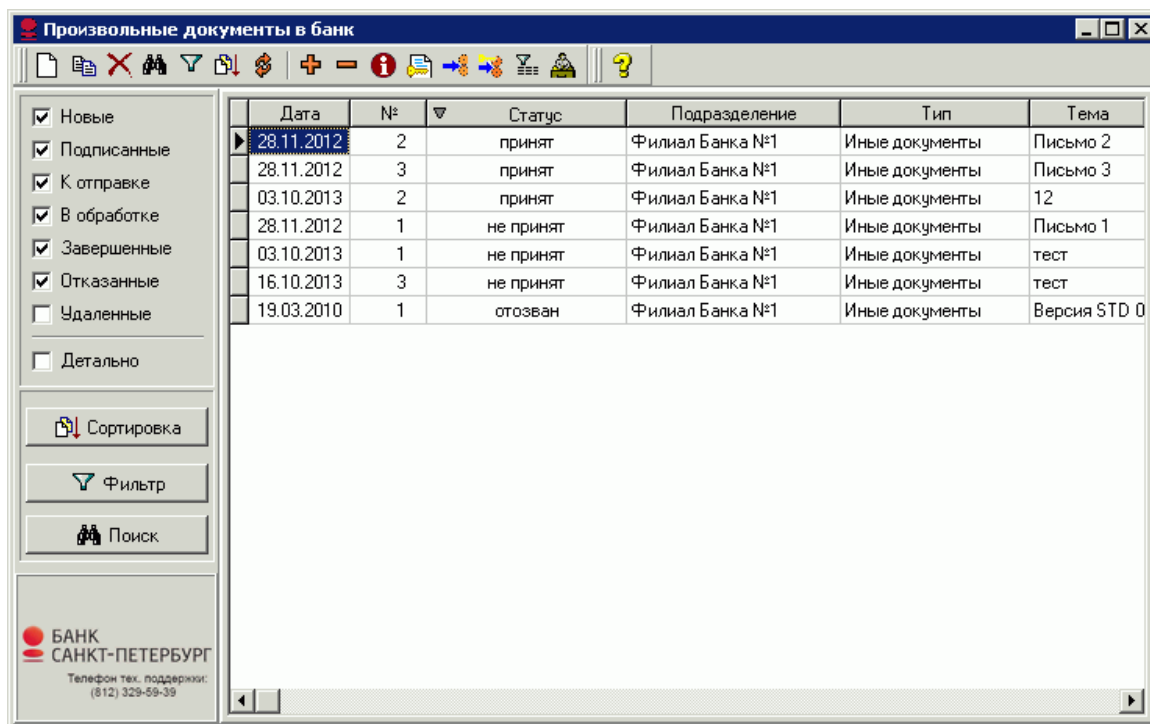 Произвольные документы в банк
Новые
Подписанные
К отправке
В обработке
Завершенные
Отказанные
Удаленные
Детально
Сортировка
Фильтр
Поиск
БАНК
САНКТ-ПЕТЕРБУРГ
Телефон тех. поддержки:
(812) 329-59-39
Дата № Статус Подразделение Тип Тема
28.11.2012 2 принят Филиал Банка №1 Иные документы Письмо 2
28.11.2012 3 принят Филиал Банка №1 Иные документы Письмо 3
03.10.2013 2 принят Филиал Банка №1 Иные документы 12
28.11.2012 1 не принят Филиал Банка №1 Иные документы Письмо 1
03.10.2013 1 не принят Филиал Банка №1 Иные документы тест
16.10.2013 3 не принят Филиал Банка №1 Иные документы тест
19.03.2010 1 отозван Филиал Банка №1 Иные документы Версия STD 0